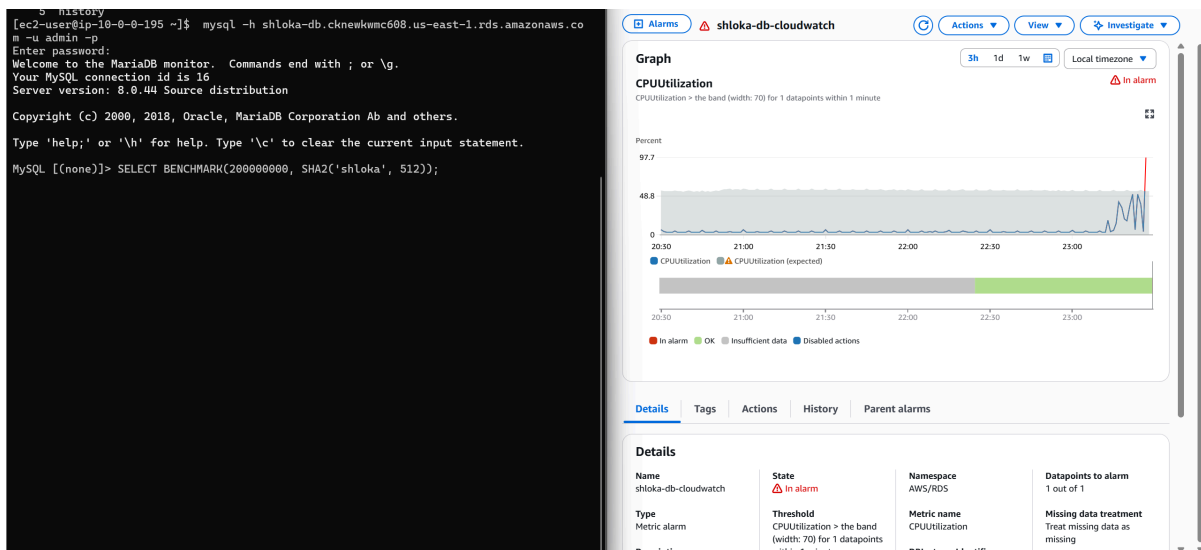 5  history
[ec2-user@ip-10-0-0-195 ~]$  mysql -h shloka-db.cknewkwmc608.us-east-1.rds.amazonaws.co
m -u admin -p
Enter password:
Welcome to the MariaDB monitor.  Commands end with ; or \g.
Your MySQL connection id is 16
Server version: 8.0.44 Source distribution
Copyright (c) 2000, 2018, Oracle, MariaDB Corporation Ab and others.
Type 'help;' or '\h' for help. Type '\c' to clear the current input statement.
MySQL [(none)]> SELECT BENCHMARK(200000000, SHA2('shloka', 512));
Alarms shloka-db-cloudwatch Actions View Investigate
Graph 3h 1d 1w Local timezone
CPUUtilization In alarm
CPUUtilization > the band (width: 70) for 1 datapoints within 1 minute
Percent
97.7
48.8
0
20:30 21:00 21:30 22:00 22:30 23:00
CPUUtilization CPUUtilization (expected)
20:30 21:00 21:30 22:00 22:30 23:00
In alarm OK Insufficient data Disabled actions
Details Tags Actions History Parent alarms
Details
Name State Namespace Datapoints to alarm
shloka-db-cloudwatch In alarm AWS/RDS 1 out of 1
Type Threshold Metric name Missing data treatment
Metric alarm CPUUtilization > the band CPUUtilization Treat missing data as
(width: 70) for 1 datapoints missing